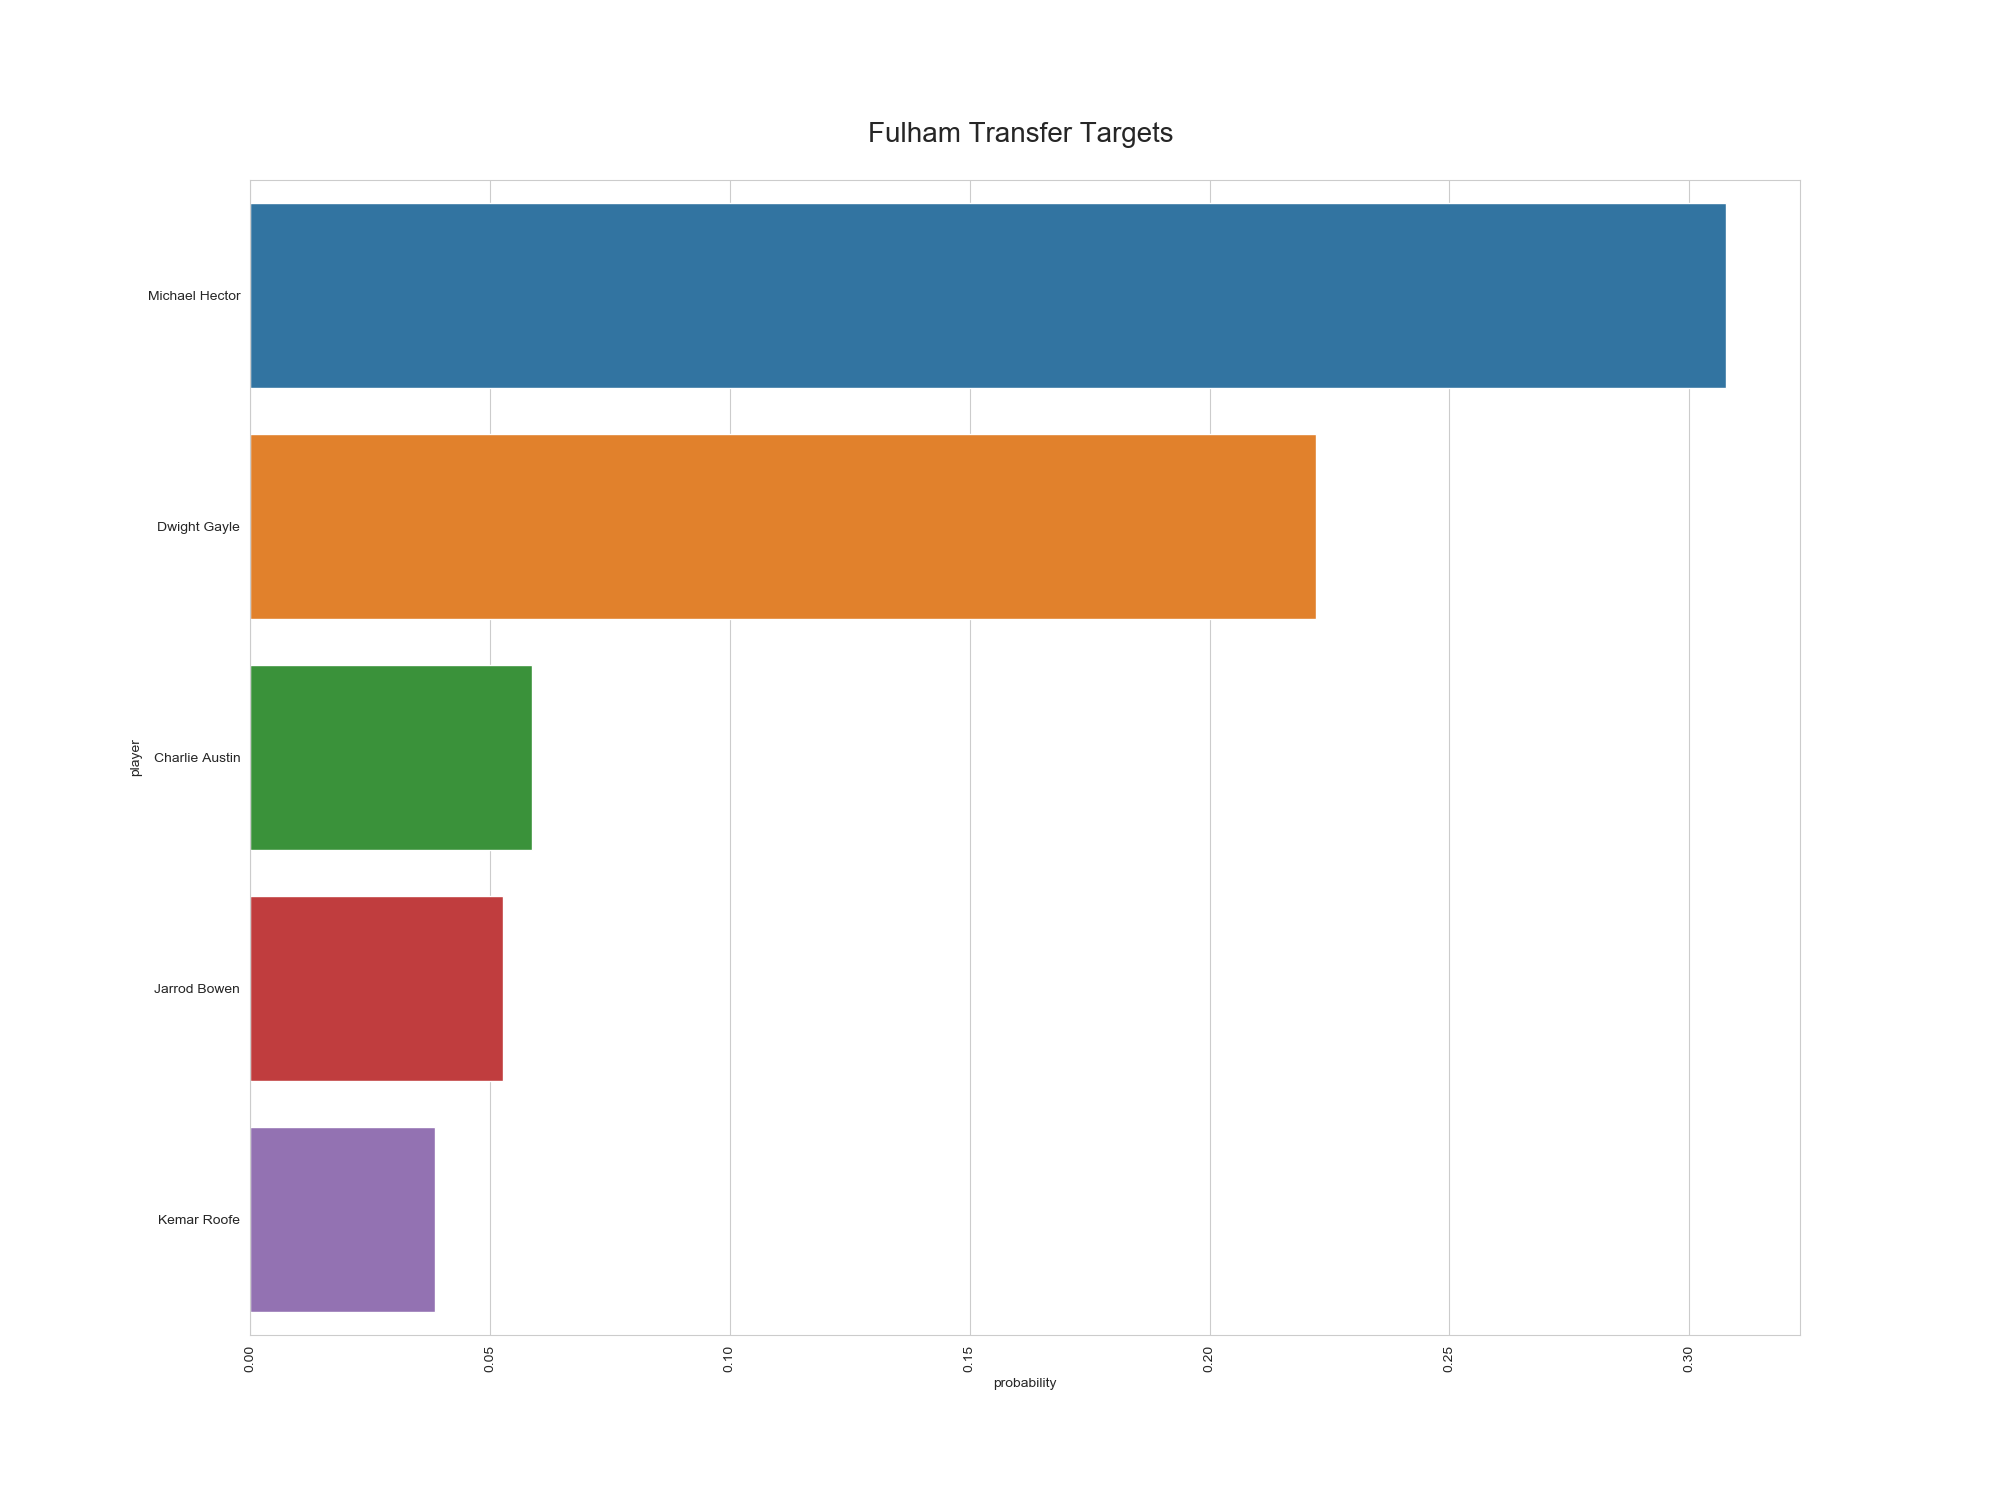 Fulham Transfer Targets
Michael Hector
Dwight Gayle
Charlie Austin
Jarrod Bowen
Kemar Roofe
player
0.00
0.05
0.10
0.15
0.20
0.25
0.30
probability